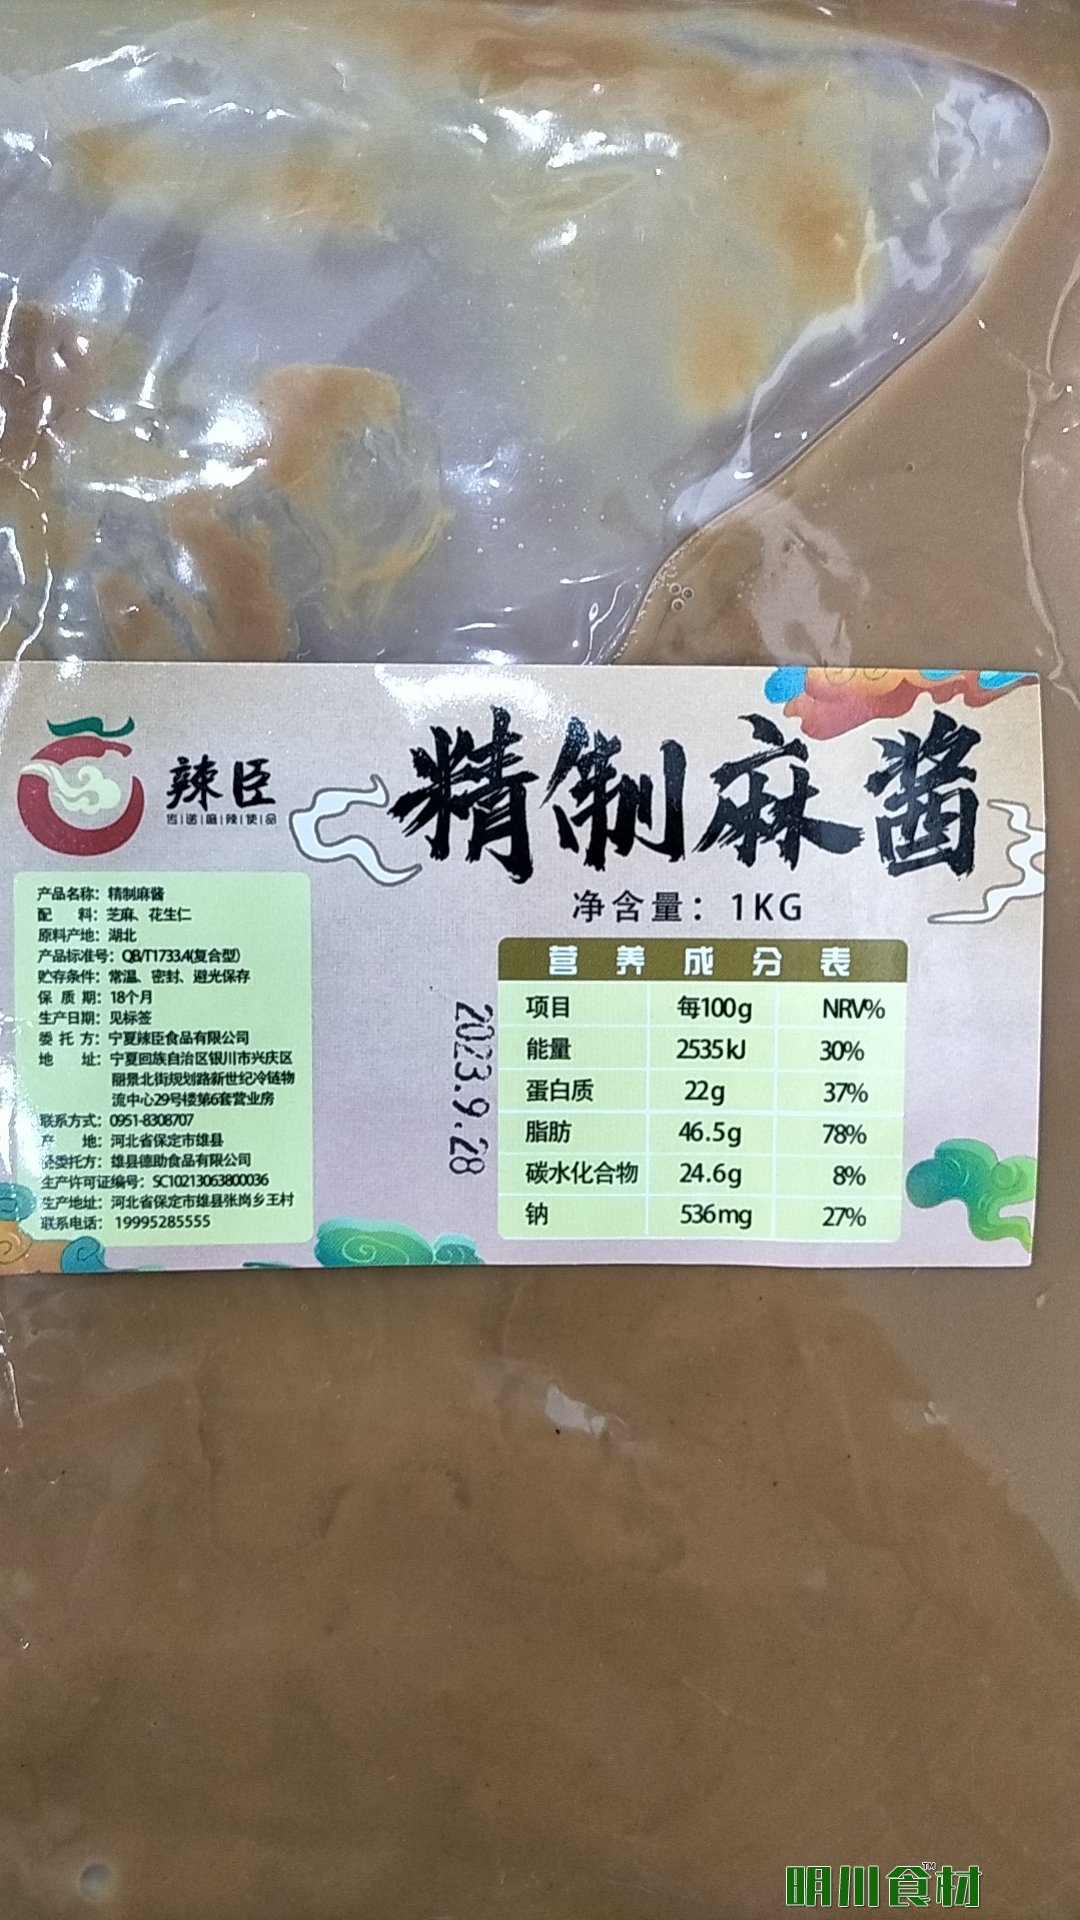 辣臣
精制麻酱
净含量：1KG
产品名称：精制麻酱
配 料：芝麻、花生仁
原料产地：湖北
产品标准号：QB/T1733.4(复合型)
贮存条件：常温、密封、避光保存
保 质 期：18个月
生产日期：见标签
委 托 方：宁夏辣臣食品有限公司
地 址：宁夏回族自治区银川市兴庆区
丽景北街规划路新世纪冷链物
流中心29号楼第6套营业房
联系方式：0951-8308707
产 地：河北省保定市雄县
受委托方：雄县德助食品有限公司
生产许可证编号：SC10213063800036
生产地址：河北省保定市雄县张岗乡王村
联系电话：19995285555
2023.9.28
营养成分表
项目 每100g NRV%
能量 2535kJ 30%
蛋白质 22g 37%
脂肪 46.5g 78%
碳水化合物 24.6g 8%
钠 536mg 27%
明川食材™